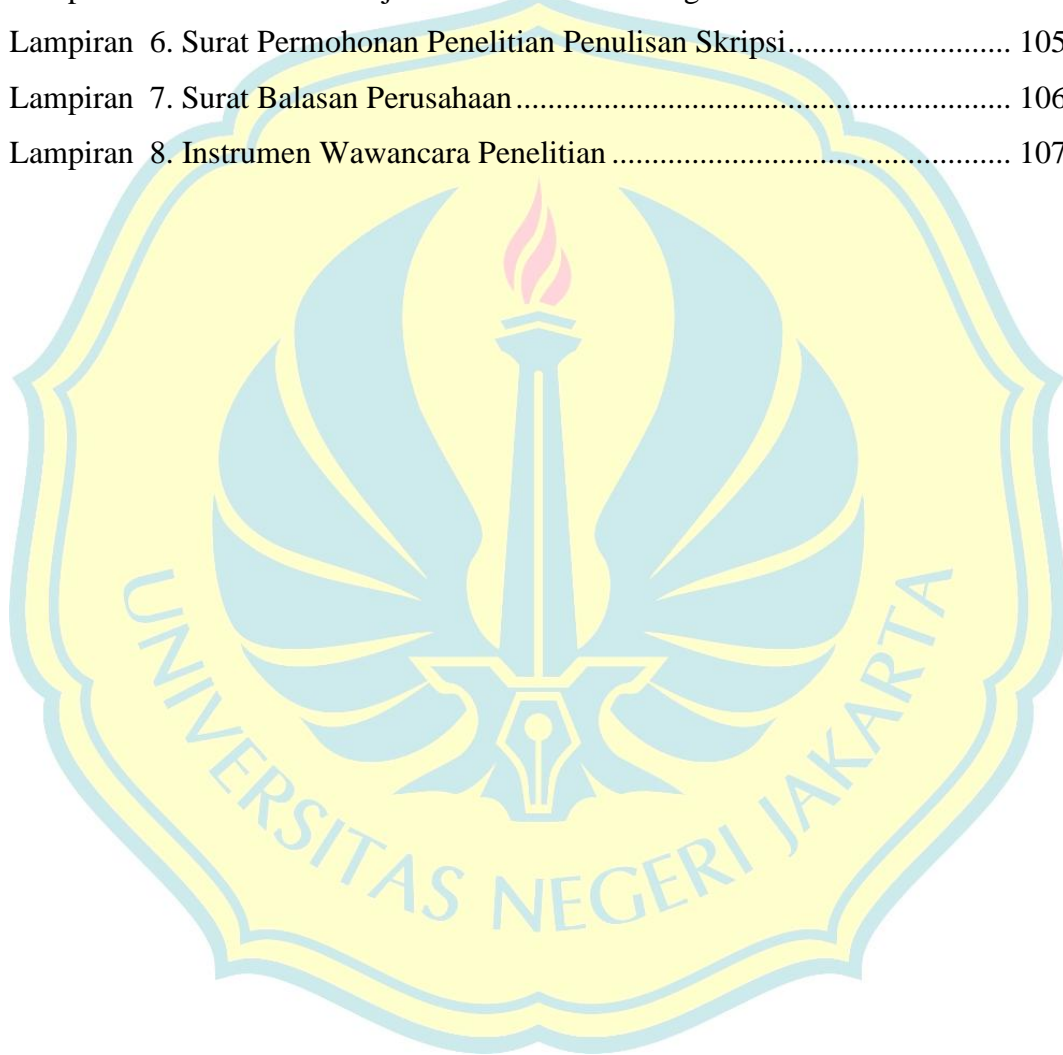 Lampiran  6. Surat Permohonan Penelitian Penulisan Skripsi............................ 105
Lampiran  7. Surat Balasan Perusahaan............................................................. 106
Lampiran  8. Instrumen Wawancara Penelitian ................................................. 107
UNIVERSITAS NEGERI JAKARTA